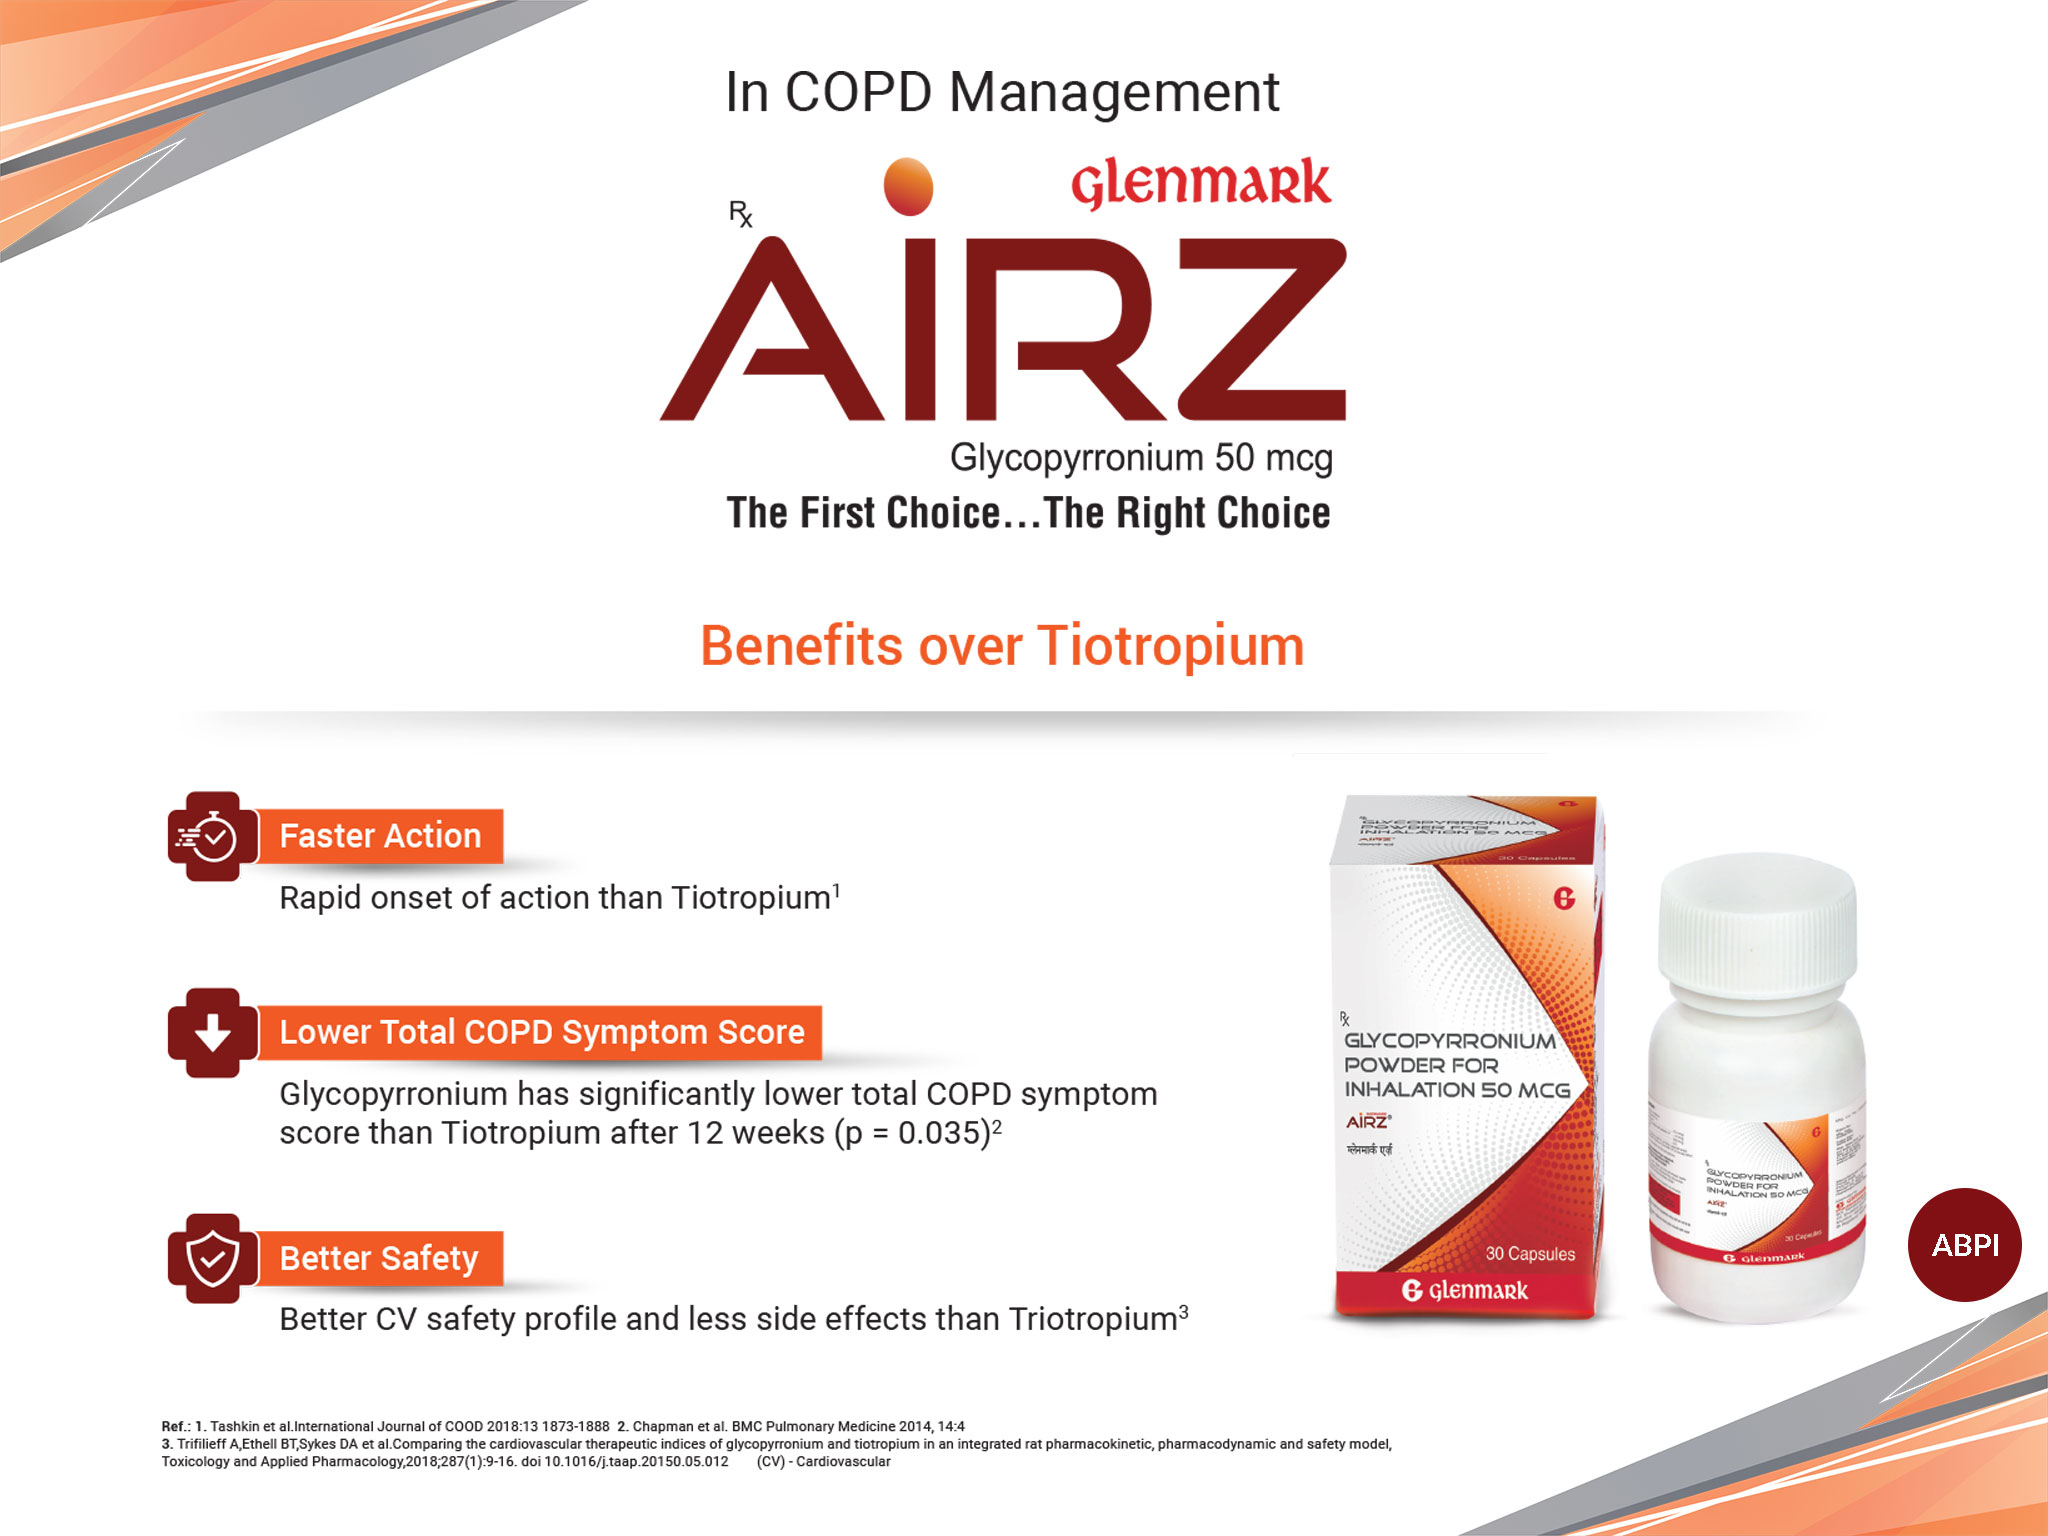 In COPD Management
GLENMARK
Rx
AIRZ
Glycopyrronium 50 mcg
The First Choice...The Right Choice
Benefits over Tiotropium
Faster Action
Rapid onset of action than Tiotropium1
Lower Total COPD Symptom Score
Glycopyrronium has significantly lower total COPD symptom
score than Tiotropium after 12 weeks (p = 0.035)2
Better Safety
Better CV safety profile and less side effects than Triotropium3
GLYCOPYRRONIUM
POWDER FOR
INHALATION 50 MCG
AIRZ
30 Capsules
Rx
GLYCOPYRRONIUM
POWDER FOR
INHALATION 50 MCG
AIRZ®
ग्लेनमार्क एर्ज़
30 Capsules
GLENMARK
GLYCOPYRRONIUM
POWDER FOR
INHALATION 50 MCG
AIRZ
30 Capsules
GLENMARK
ABPI
Ref.: 1. Tashkin et al.International Journal of COOD 2018:13 1873-1888 2. Chapman et al. BMC Pulmonary Medicine 2014, 14:4
3. Trifilieff A,Ethell BT,Sykes DA et al.Comparing the cardiovascular therapeutic indices of glycopyrronium and tiotropium in an integrated rat pharmacokinetic, pharmacodynamic and safety model,
Toxicology and Applied Pharmacology,2018;287(1):9-16. doi 10.1016/j.taap.20150.05.012 (CV) - Cardiovascular